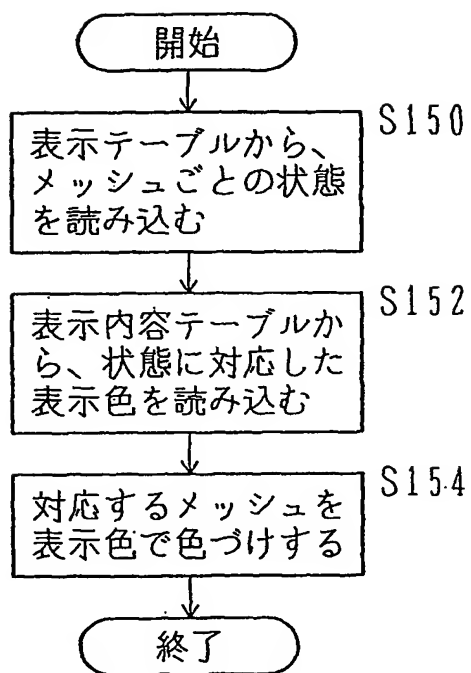 開始
S150
表示テーブルから、
メッシュごとの状態
を読み込む
S152
表示内容テーブルか
ら、状態に対応した
表示色を読み込む
S154
対応するメッシュを
表示色で色づけする
終了